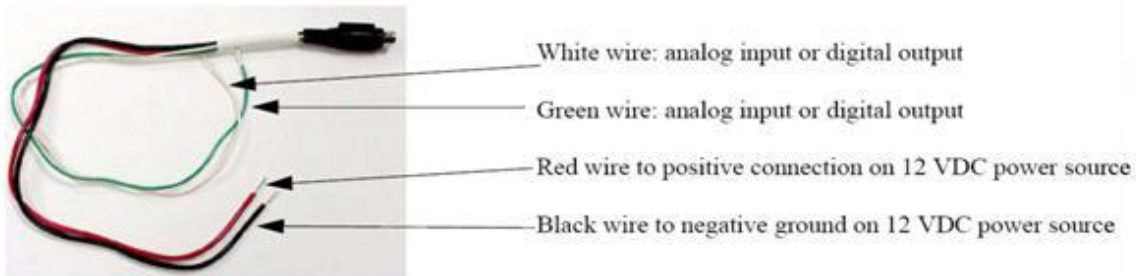 White wire: analog input or digital output
Green wire: analog input or digital output
Red wire to positive connection on 12 VDC power source
Black wire to negative ground on 12 VDC power source